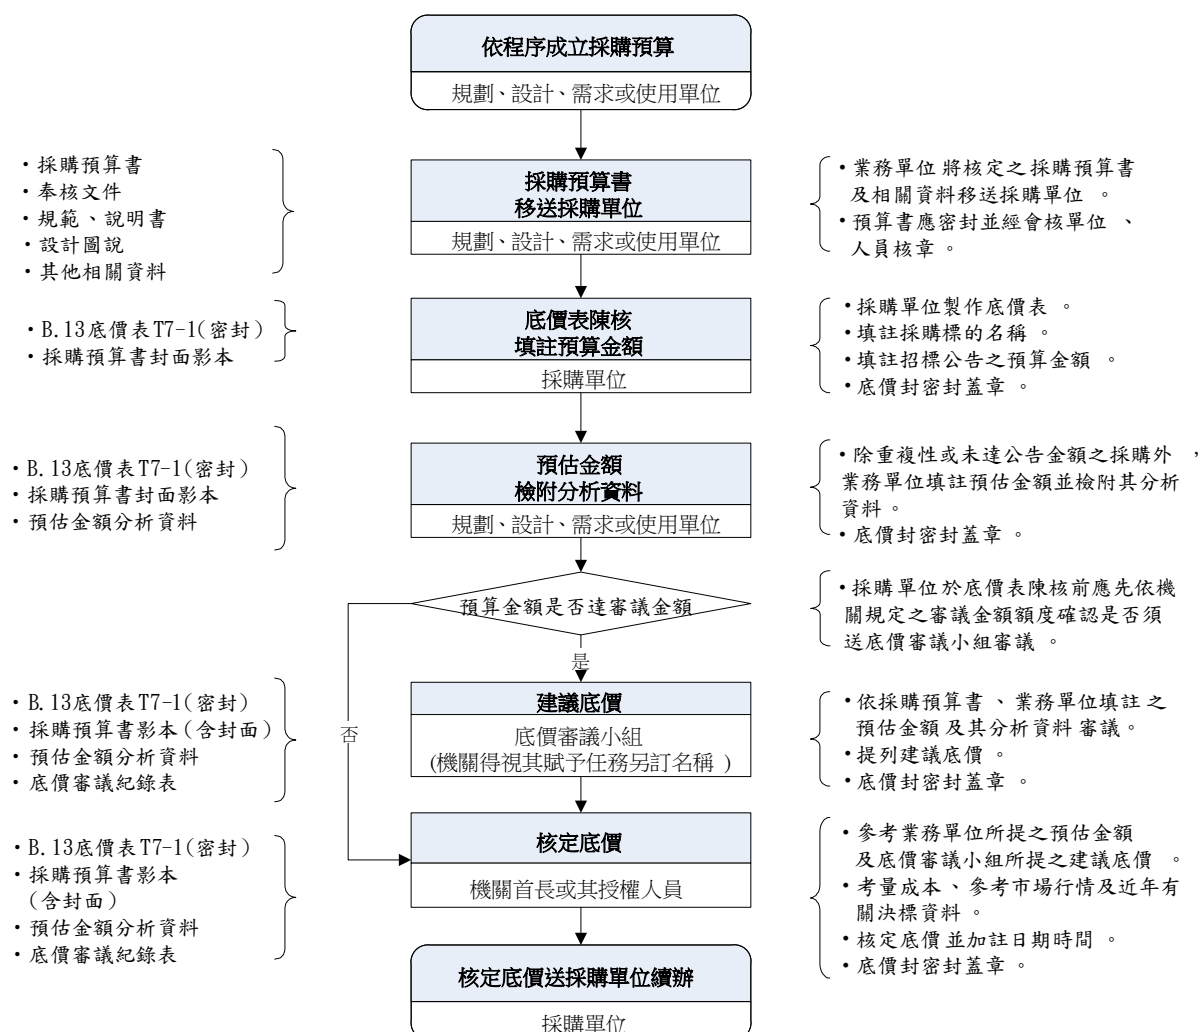 依程序成立採購預算
規劃、設計、需求或使用單位
・採購預算書
・奉核文件
・規範、說明書
・設計圖說
・其他相關資料
採購預算書
移送採購單位
規劃、設計、需求或使用單位
・業務單位將核定之採購預算書
及相關資料移送採購單位。
・預算書應密封並經會核單位、
人員核章。
・B.13底價表T7-1(密封)
・採購預算書封面影本
底價表陳核
填註預算金額
採購單位
・採購單位製作底價表。
・填註採購標的名稱。
・填註招標公告之預算金額。
・底價封密封蓋章。
・B.13底價表T7-1(密封)
・採購預算書封面影本
・預估金額分析資料
預估金額
檢附分析資料
規劃、設計、需求或使用單位
・除重複性或未達公告金額之採購外，
業務單位填註預估金額並檢附其分析
資料。
・底價封密封蓋章。
預算金額是否達審議金額
・採購單位於底價表陳核前應先依機
關規定之審議金額額度確認是否須
送底價審議小組審議。
是
否
・B.13底價表T7-1(密封)
・採購預算書影本(含封面)
・預估金額分析資料
・底價審議紀錄表
建議底價
底價審議小組
(機關得視其賦予任務另訂名稱)
・依採購預算書、業務單位填註之
預估金額及其分析資料審議。
・提列建議底價。
・底價封密封蓋章。
・B.13底價表T7-1(密封)
・採購預算書影本
(含封面)
・預估金額分析資料
・底價審議紀錄表
核定底價
機關首長或其授權人員
・參考業務單位所提之預估金額
及底價審議小組所提之建議底價。
・考量成本、參考市場行情及近年有
關決標資料。
・核定底價並加註日期時間。
・底價封密封蓋章。
核定底價送採購單位續辦
採購單位